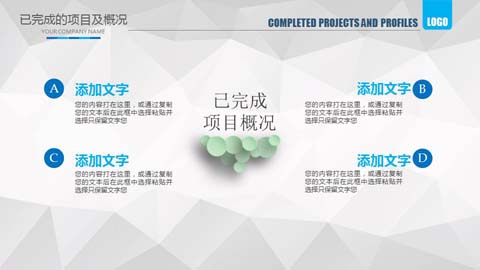 已完成的项目及概况
YOUR COMPANY NAME
COMPLETED PROJECTS AND PROFILES
LOGO
A
添加文字
您的内容打在这里，或通过复制
您的文本后在此框中选择粘贴并
选择只保留文字您
添加文字
B
您的内容打在这里，或通过复制
您的文本后在此框中选择粘贴并
选择只保留文字您
已完成
项目概况
C
添加文字
您的内容打在这里，或通过复制
您的文本后在此框中选择粘贴并
选择只保留文字您
添加文字
D
您的内容打在这里，或通过复制
您的文本后在此框中选择粘贴并
选择只保留文字您